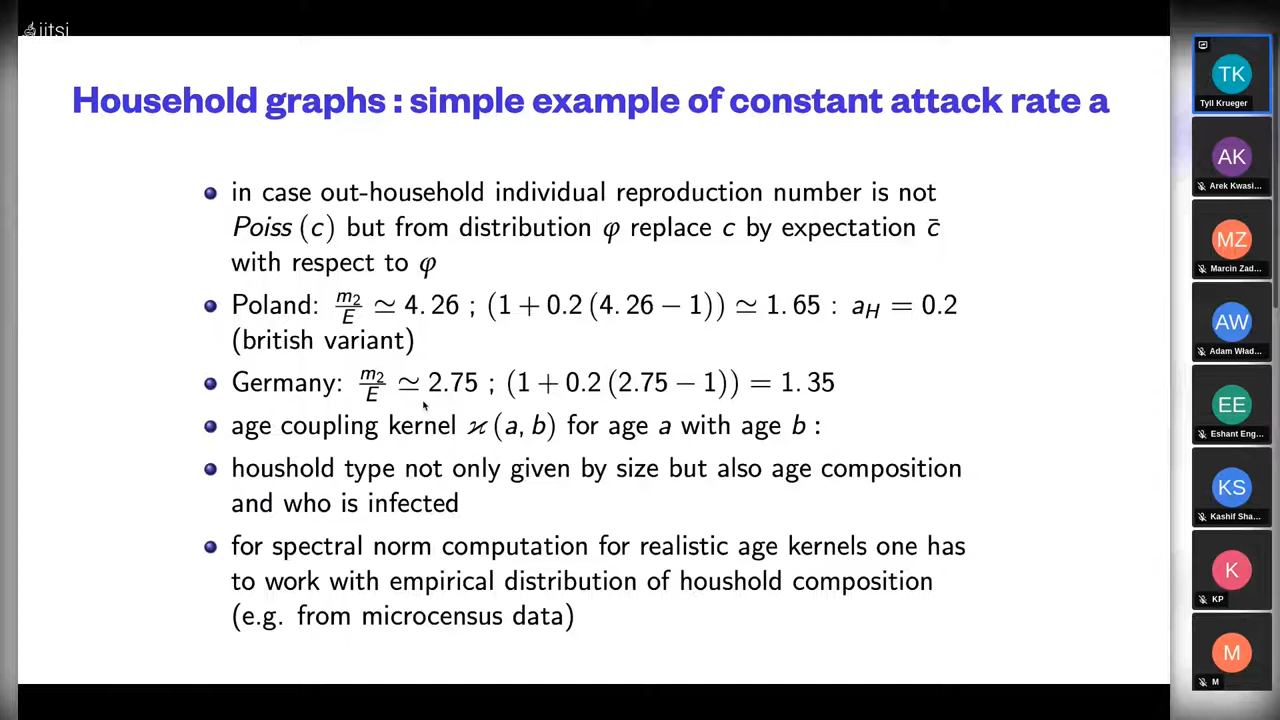 jitsi
Household graphs : simple example of constant attack rate a
in case out-household individual reproduction number is not
Poiss (c) but from distribution φ replace c by expectation c̄
with respect to φ
Poland: m₂/E ≃ 4. 26 ; (1 + 0.2 (4. 26 − 1)) ≃ 1. 65 : a_H = 0.2
(british variant)
Germany: m₂/E ≃ 2.75 ; (1 + 0.2 (2.75 − 1)) = 1. 35
age coupling kernel ϰ (a, b) for age a with age b :
houshold type not only given by size but also age composition
and who is infected
for spectral norm computation for realistic age kernels one has
to work with empirical distribution of houshold composition
(e.g. from microcensus data)
TK
Tyll Krueger
AK
Arek Kwasi...
MZ
Marcin Zad...
AW
Adam Wład...
EE
Eshant Eng...
KS
Kashif Sha...
K
KP
M
M